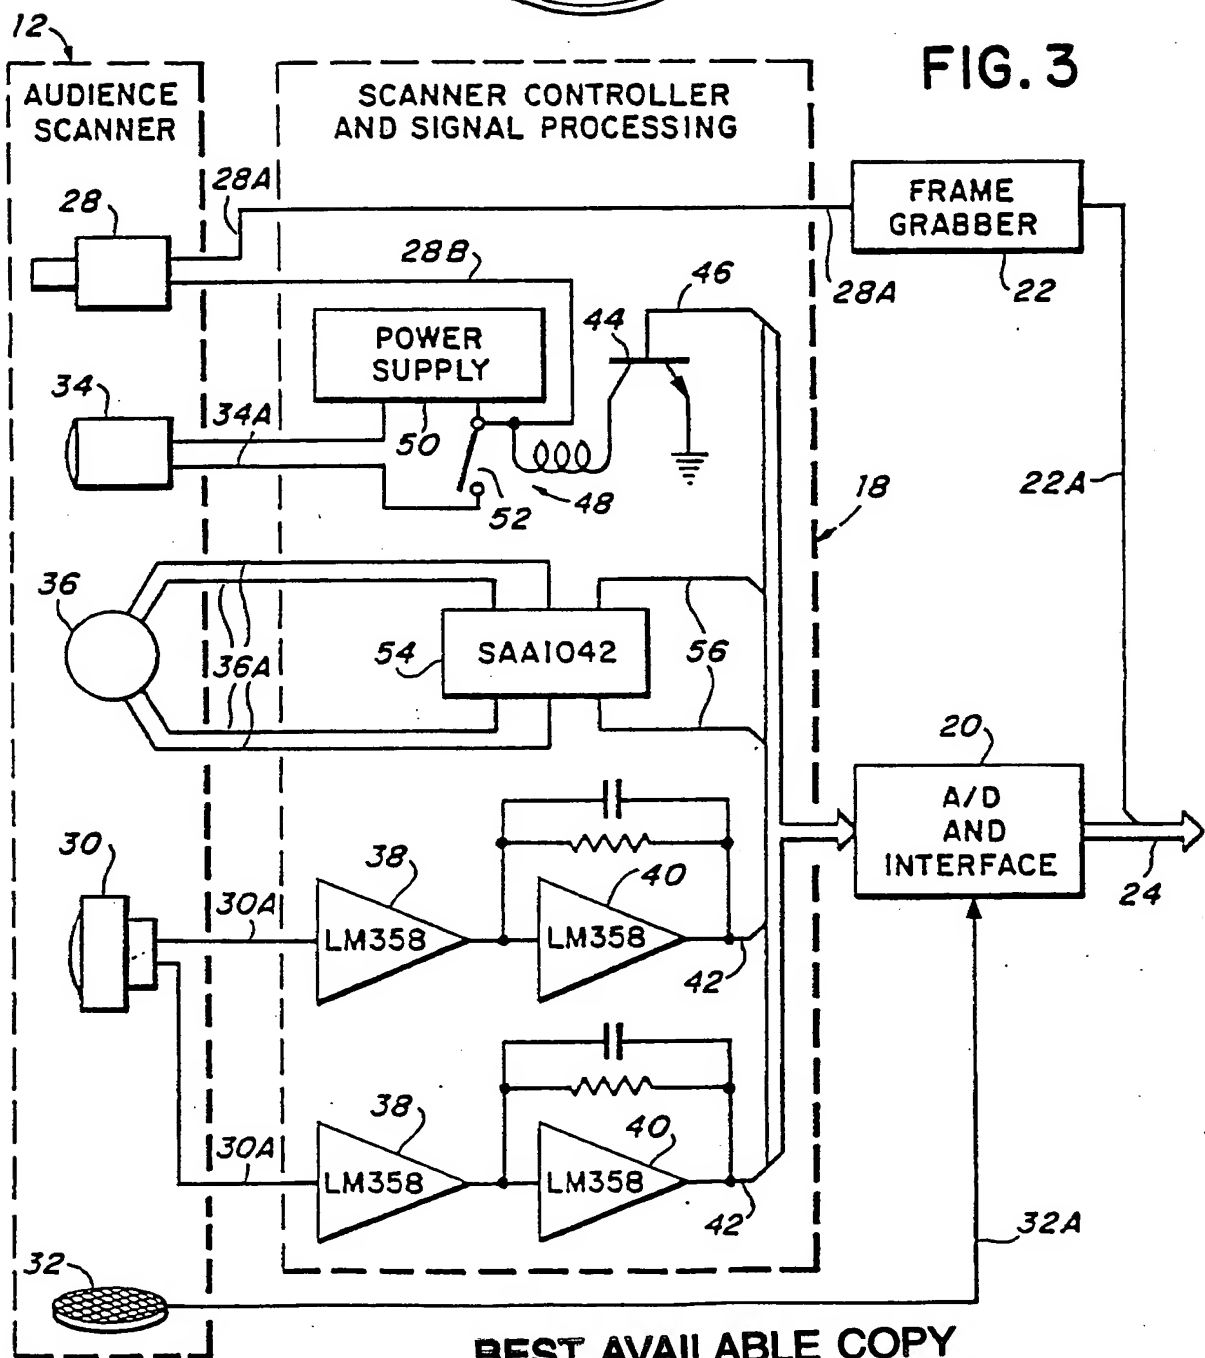 12
FIG. 3
AUDIENCE
SCANNER
SCANNER CONTROLLER
AND SIGNAL PROCESSING
28
28A
28B
FRAME
GRABBER
28A
22
46
44
POWER
SUPPLY
50
34
34A
52
48
22A
18
36
36A
54
SAA1042
56
20
A/D
AND
INTERFACE
24
30
30A
38
LM358
40
LM358
42
30A
38
LM358
40
LM358
42
32A
32
BEST AVAILABLE COPY